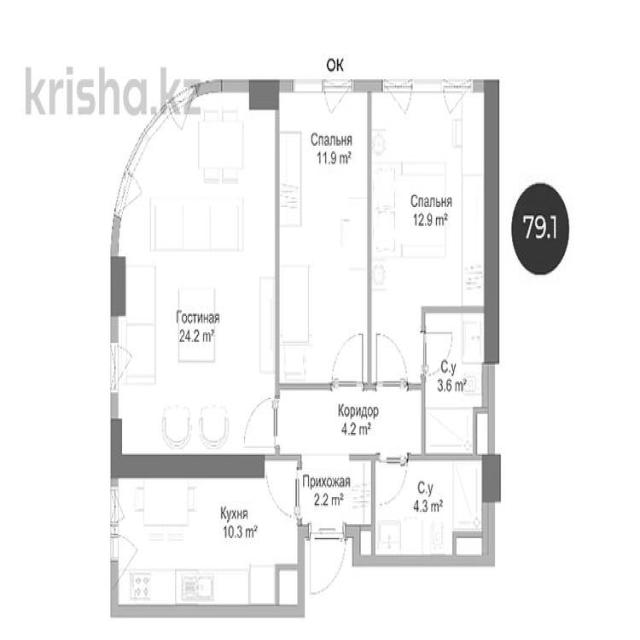 ОК
krisha.kz
Спальня
11.9 m²
Спальня
12.9 m²
79.1
Гостиная
24.2 m²
С.у
3.6 m²
Коридор
4.2 m²
Прихожая
2.2 m²
С.у
4.3 m²
Кухня
10.3 m²